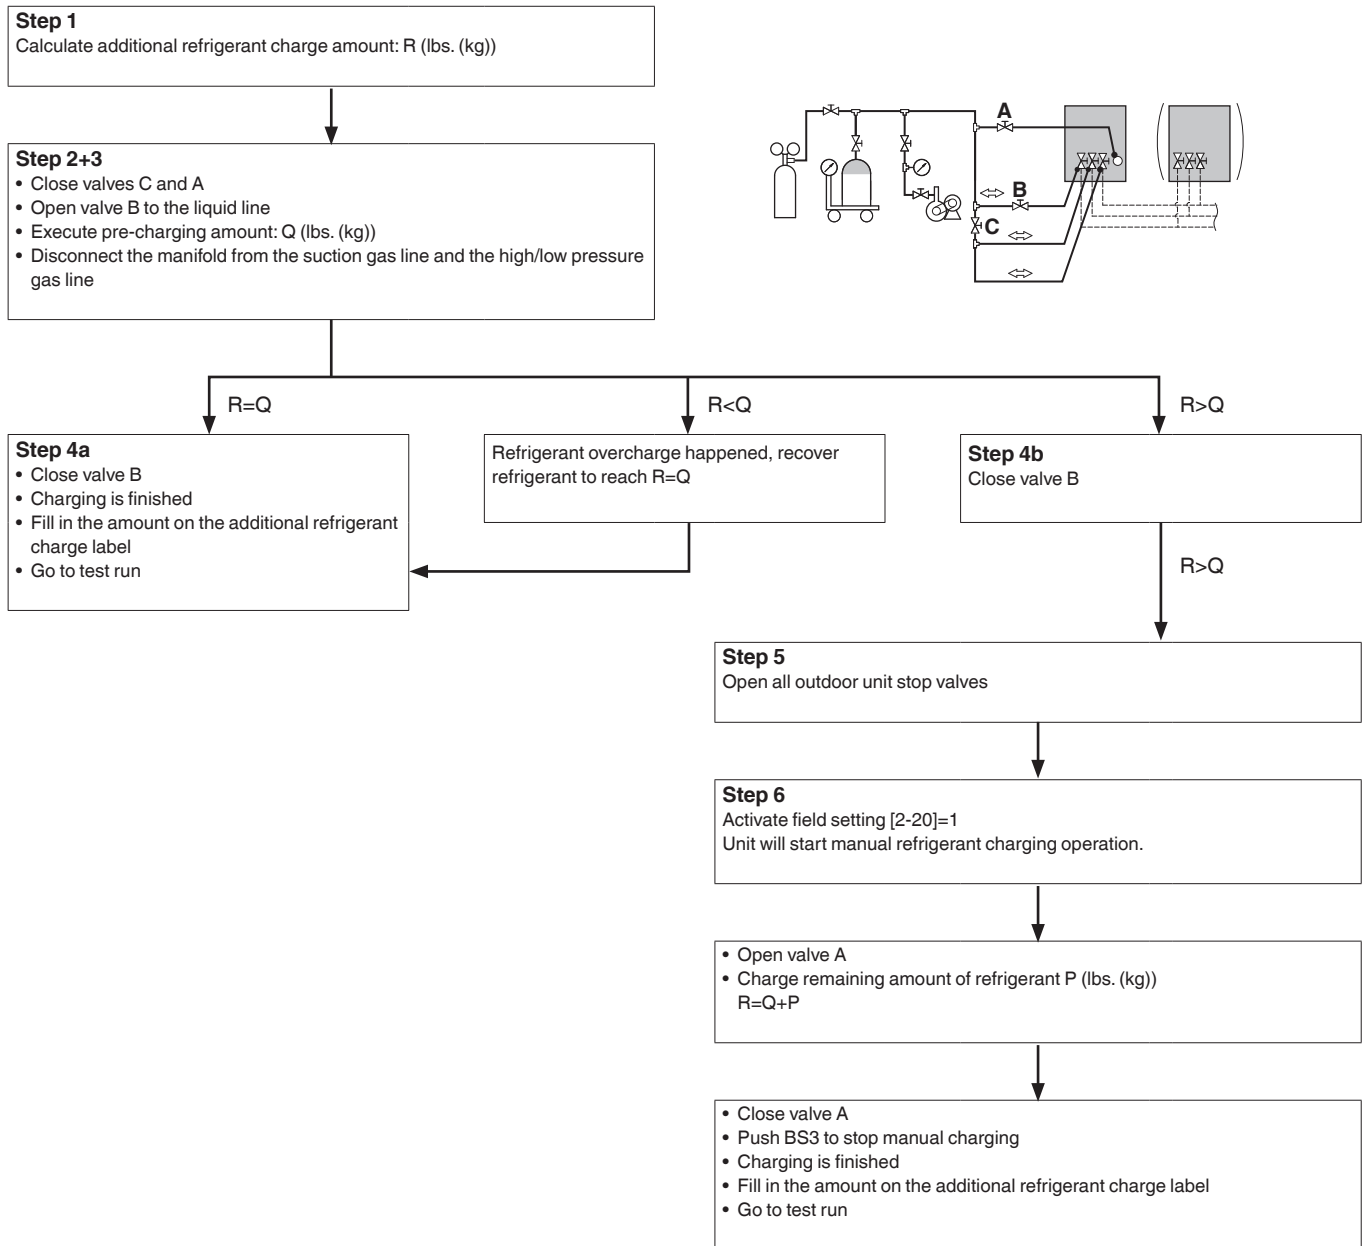 Step 1
Calculate additional refrigerant charge amount: R (lbs. (kg))
A
B
C
Step 2+3
• Close valves C and A
• Open valve B to the liquid line
• Execute pre-charging amount: Q (lbs. (kg))
• Disconnect the manifold from the suction gas line and the high/low pressure
gas line
R=Q
R<Q
R>Q
Step 4a
• Close valve B
• Charging is finished
• Fill in the amount on the additional refrigerant
charge label
• Go to test run
Refrigerant overcharge happened, recover
refrigerant to reach R=Q
Step 4b
Close valve B
R>Q
Step 5
Open all outdoor unit stop valves
Step 6
Activate field setting [2-20]=1
Unit will start manual refrigerant charging operation.
• Open valve A
• Charge remaining amount of refrigerant P (lbs. (kg))
R=Q+P
• Close valve A
• Push BS3 to stop manual charging
• Charging is finished
• Fill in the amount on the additional refrigerant charge label
• Go to test run